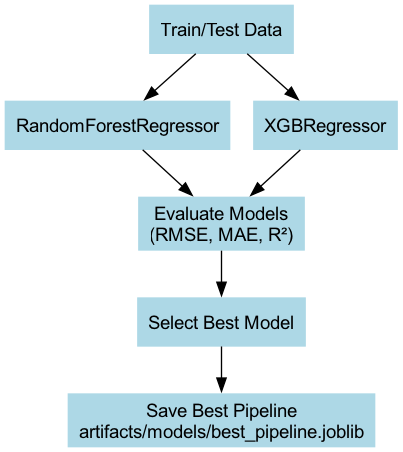 Train/Test Data
RandomForestRegressor
XGBRegressor
Evaluate Models
(RMSE, MAE, R²)
Select Best Model
Save Best Pipeline
artifacts/models/best_pipeline.joblib